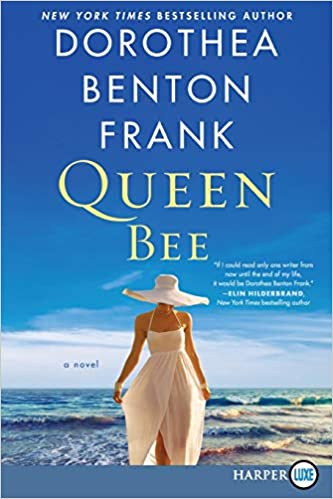 NEW YORK TIMES BESTSELLING AUTHOR
DOROTHEA
BENTON
FRANK
QUEEN
BEE
"If I could read only one writer from
now until the end of my life,
it would be Dorothea Benton Frank."
—ELIN HILDERBRAND,
New York Times bestselling author
a novel
HARPER LUXE